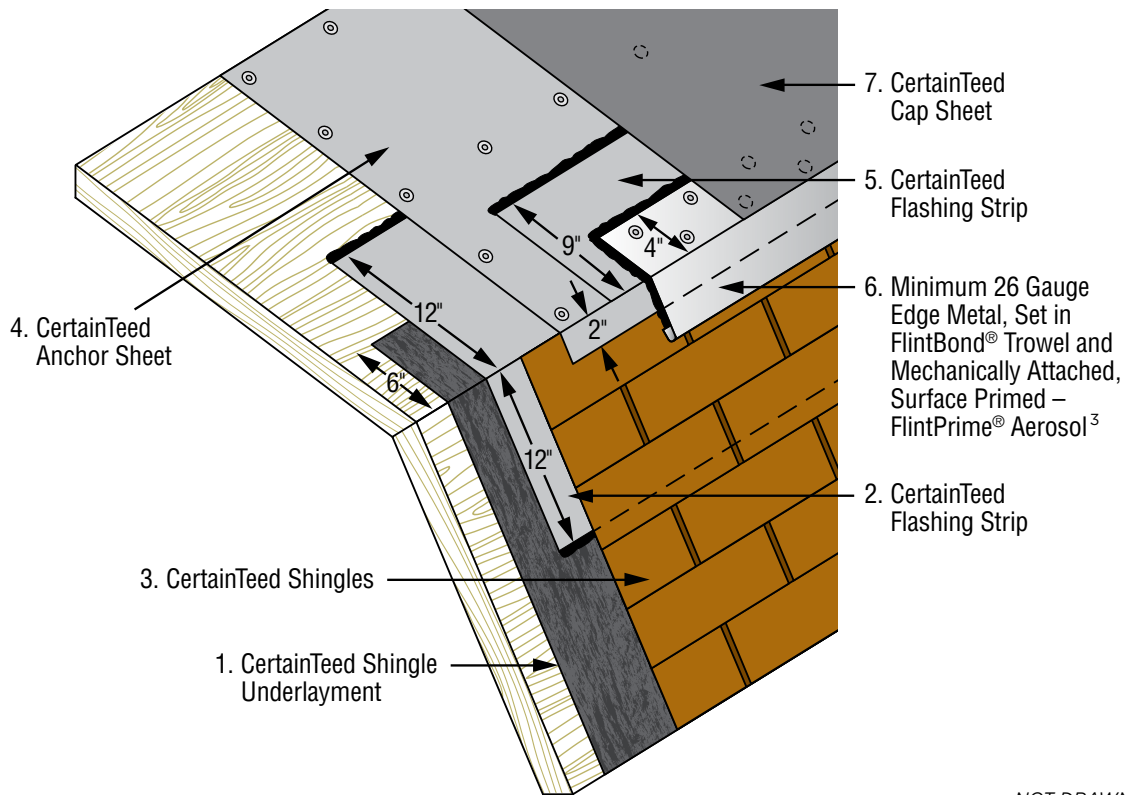 7. CertainTeed
Cap Sheet
5. CertainTeed
Flashing Strip
6. Minimum 26 Gauge
Edge Metal, Set in
FlintBond® Trowel and
Mechanically Attached,
Surface Primed –
FlintPrime® Aerosol³
2. CertainTeed
Flashing Strip
4. CertainTeed
Anchor Sheet
3. CertainTeed Shingles
1. CertainTeed Shingle
Underlayment
9"
4"
12"
2"
6"
12"
NOT DRAWN